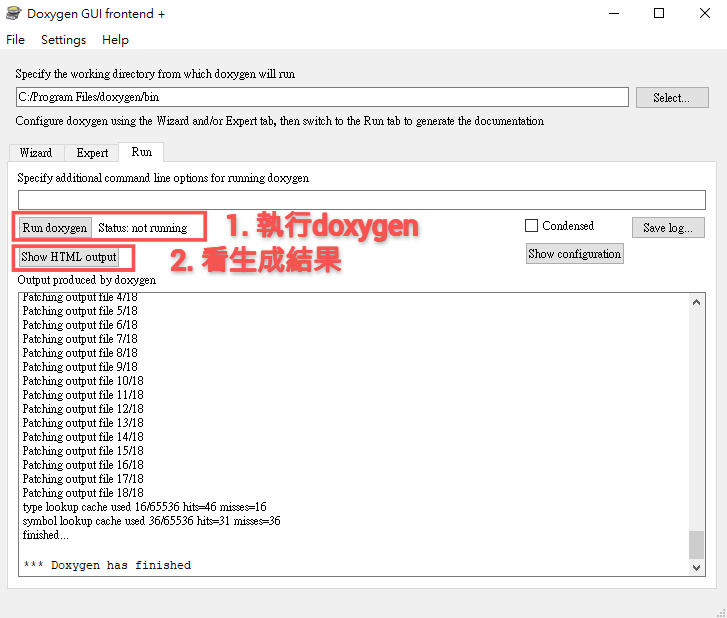 Doxygen GUI frontend +
File Settings Help
Specify the working directory from which doxygen will run
C:/Program Files/doxygen/bin
Select...
Configure doxygen using the Wizard and/or Expert tab, then switch to the Run tab to generate the documentation
Wizard Expert Run
Specify additional command line options for running doxygen
Run doxygen Status: not running 1. 執行doxygen Condensed Save log...
Show HTML output 2. 看生成結果 Show configuration
Output produced by doxygen
Patching output file 4/18
Patching output file 5/18
Patching output file 6/18
Patching output file 7/18
Patching output file 8/18
Patching output file 9/18
Patching output file 10/18
Patching output file 11/18
Patching output file 12/18
Patching output file 13/18
Patching output file 14/18
Patching output file 15/18
Patching output file 16/18
Patching output file 17/18
Patching output file 18/18
type lookup cache used 16/65536 hits=46 misses=16
symbol lookup cache used 36/65536 hits=31 misses=36
finished...
*** Doxygen has finished